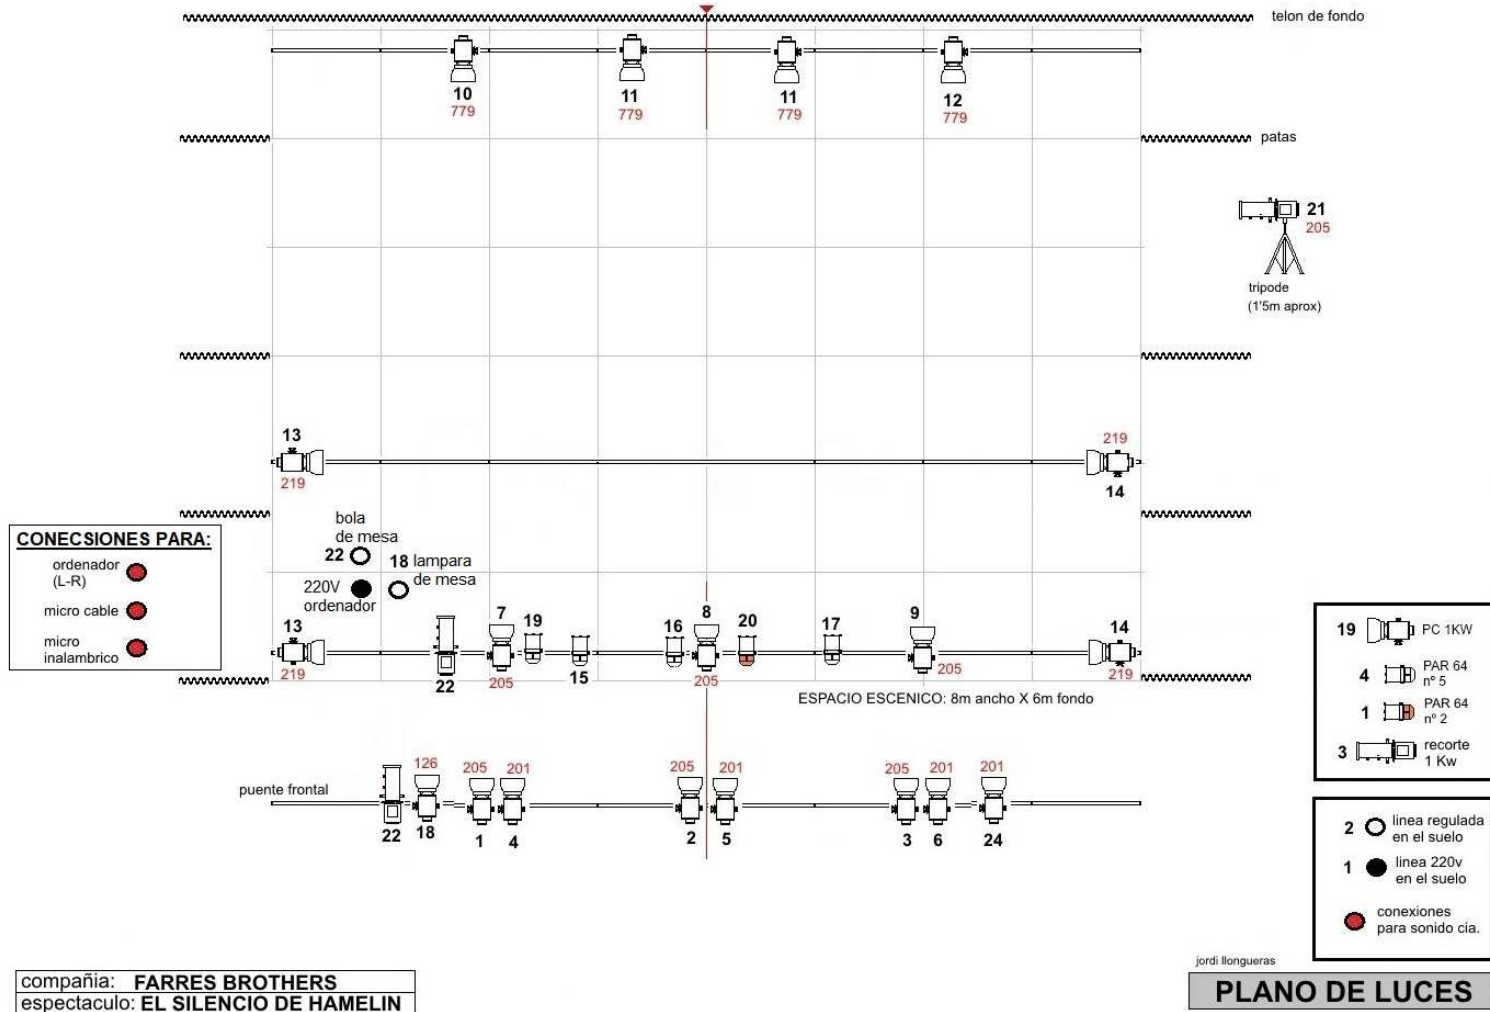 telon de fondo
10
11
11
12
779
779
779
779
patas
21
205
tripode
(1'5m aprox)
13
219
219
14
CONECSIONES PARA:
ordenador
(L-R)
micro cable
micro
inalambrico
bola
de mesa
22
18 lampara
de mesa
220V
ordenador
13
219
22
7
205
19
15
16
8
205
20
17
9
205
14
219
ESPACIO ESCENICO: 8m ancho X 6m fondo
puente frontal
126
205
201
205
201
205
201
201
22
18
1
4
2
5
3
6
24
19
PC 1KW
4
PAR 64
nº 5
1
PAR 64
nº 2
3
recorte
1 Kw
2
linea regulada
en el suelo
1
linea 220v
en el suelo
conexiones
para sonido cia.
jordi llongueras
PLANO DE LUCES
compañia: FARRES BROTHERS
espectaculo: EL SILENCIO DE HAMELIN